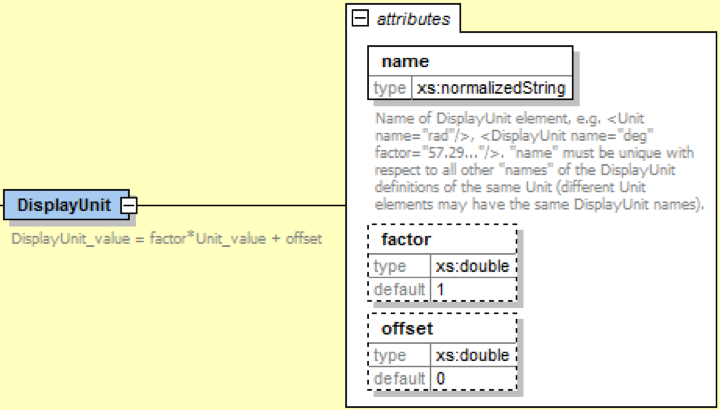 attributes
name
type xs:normalizedString
Name of DisplayUnit element, e.g. <Unit
name="rad"/>, <DisplayUnit name="deg"
factor="57.29..."/>. "name" must be unique with
respect to all other "names" of the DisplayUnit
definitions of the same Unit (different Unit
elements may have the same DisplayUnit names).
DisplayUnit
DisplayUnit_value = factor*Unit_value + offset
factor
type xs:double
default 1
offset
type xs:double
default 0